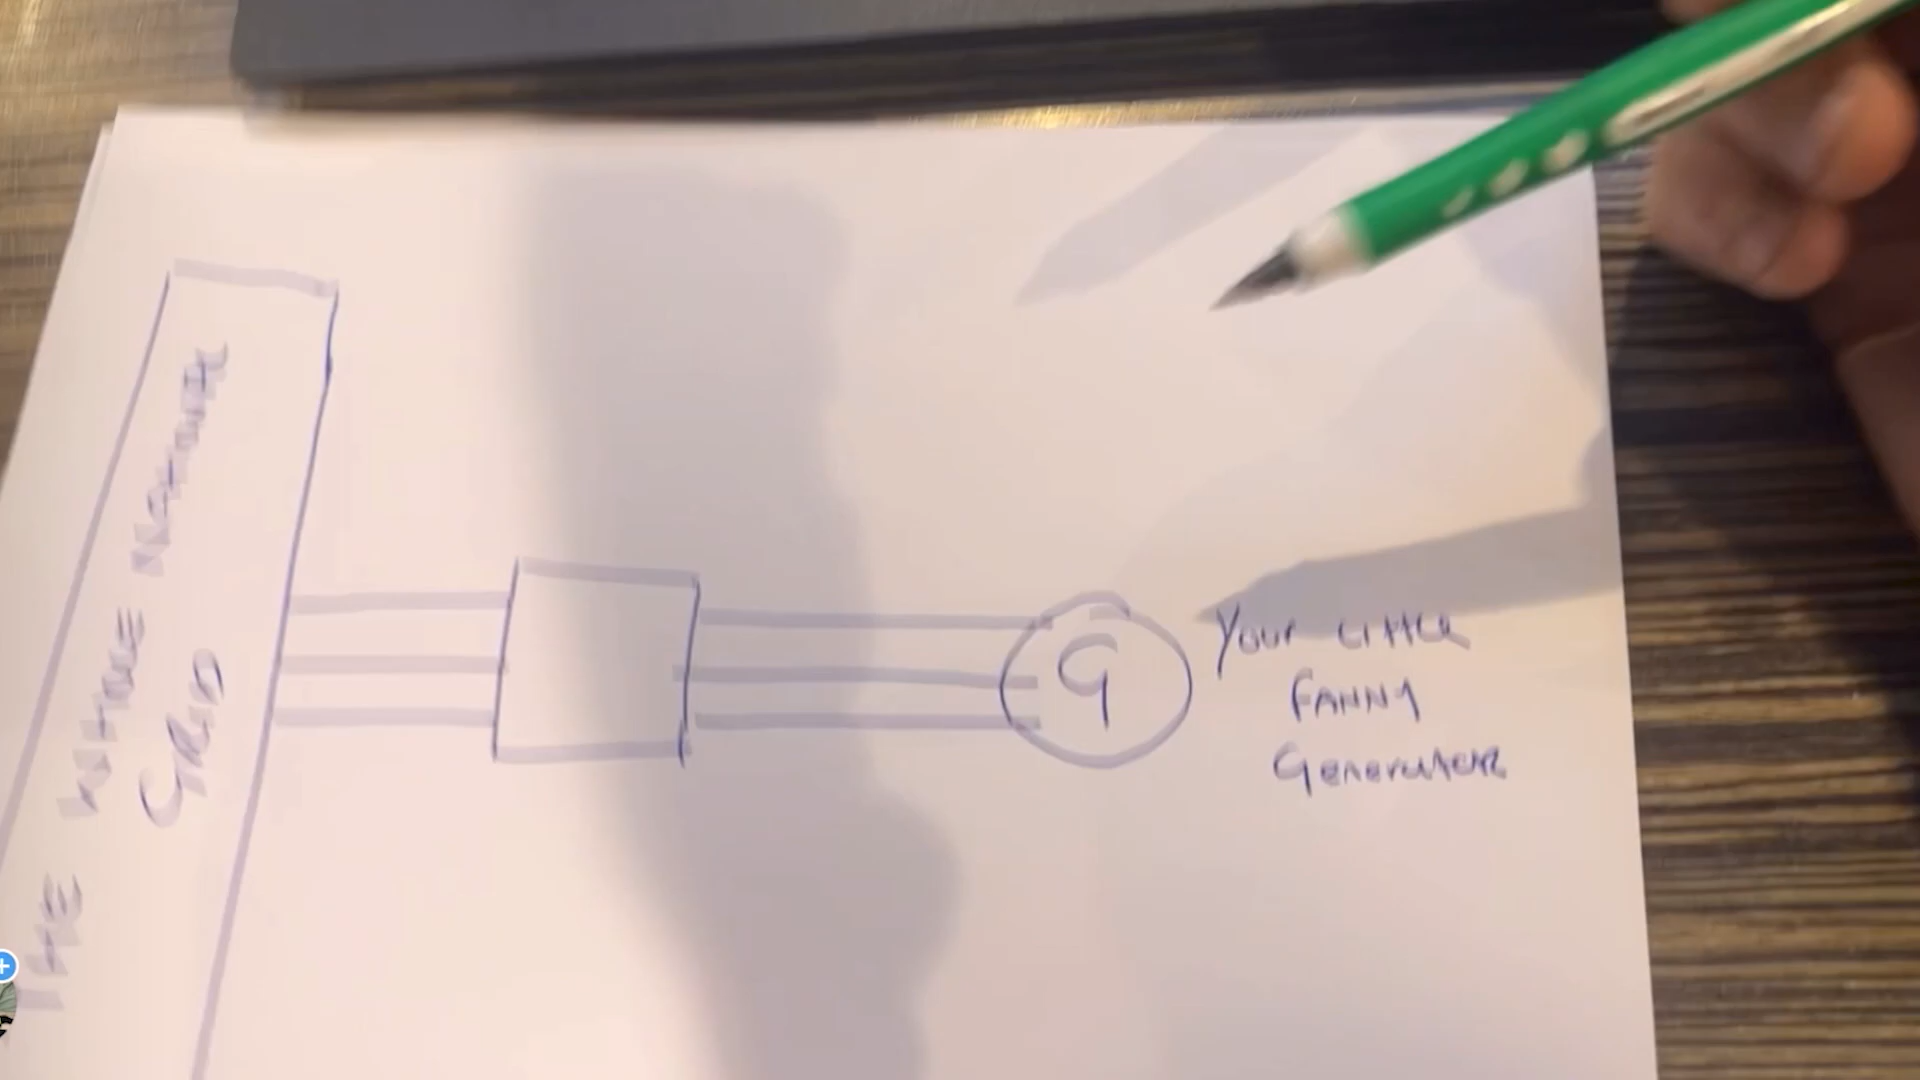 THE WHOLE NATIONAL
GRID
G
Your Little
FANNY
Generator